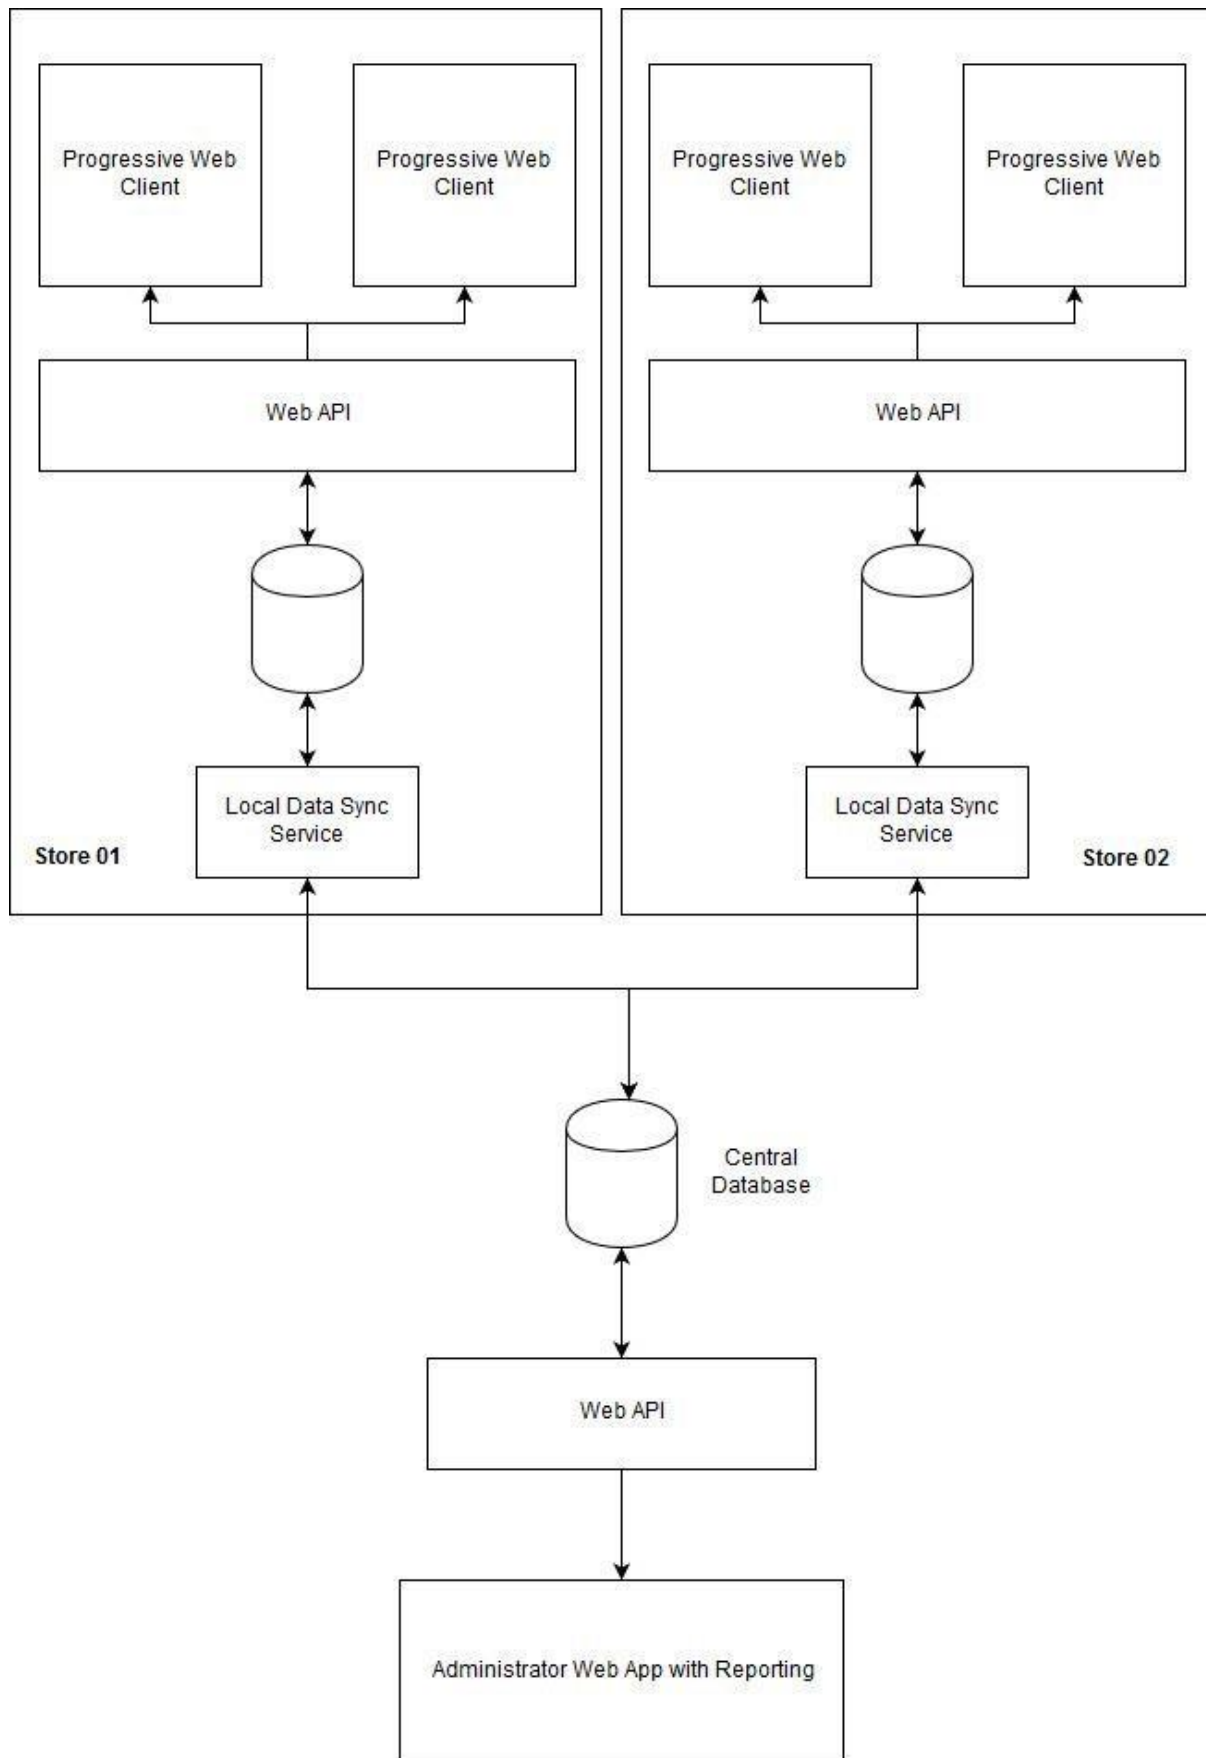 Progressive Web
Client
Progressive Web
Client
Web API
Local Data Sync
Service
Store 01
Progressive Web
Client
Progressive Web
Client
Web API
Local Data Sync
Service
Store 02
Central
Database
Web API
Administrator Web App with Reporting